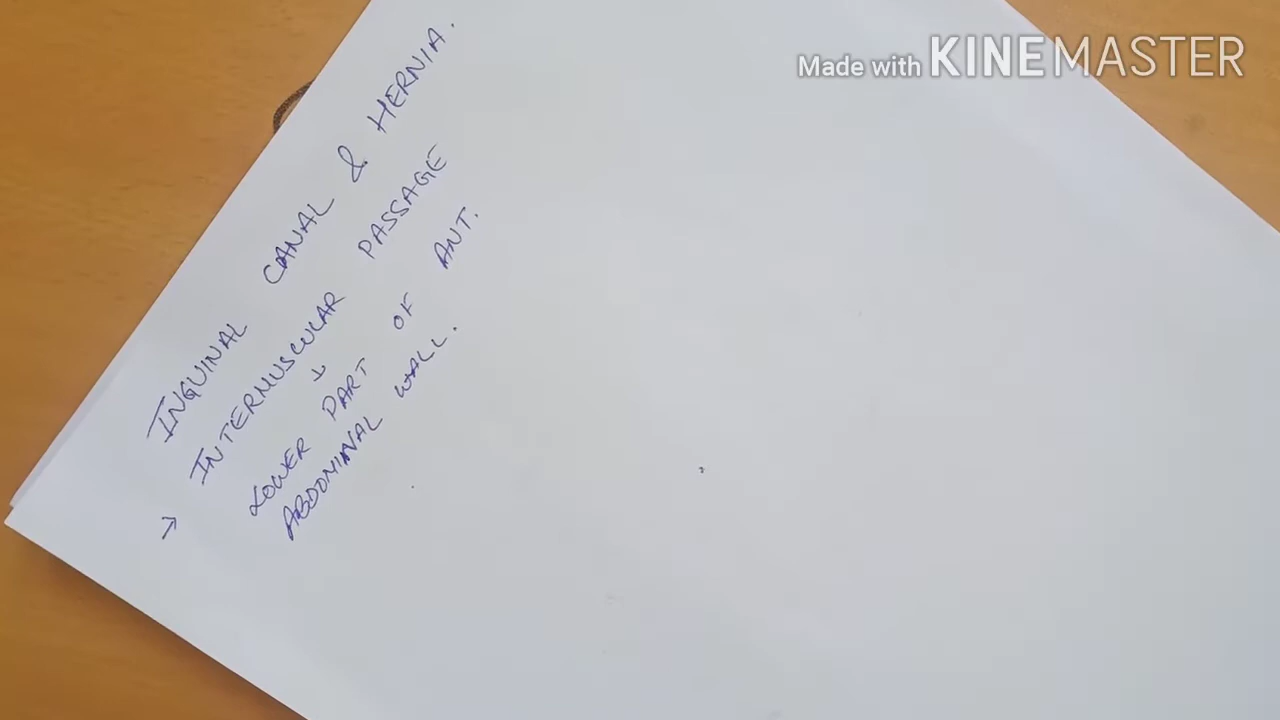 INGUINAL CANAL & HERNIA.
→ INTERMUSCULAR PASSAGE
↓
LOWER PART OF ANT.
ABDOMINAL WALL.
Made with KINEMASTER